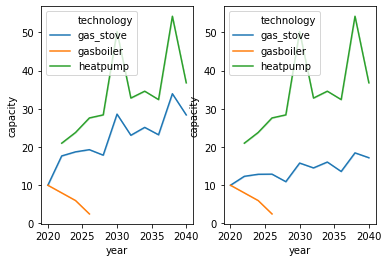 technology
gas_stove
gasboiler
heatpump
capacity
50
40
30
20
10
0
2020
2025
2030
2035
2040
year
technology
gas_stove
gasboiler
heatpump
capacity
50
40
30
20
10
0
2020
2025
2030
2035
2040
year